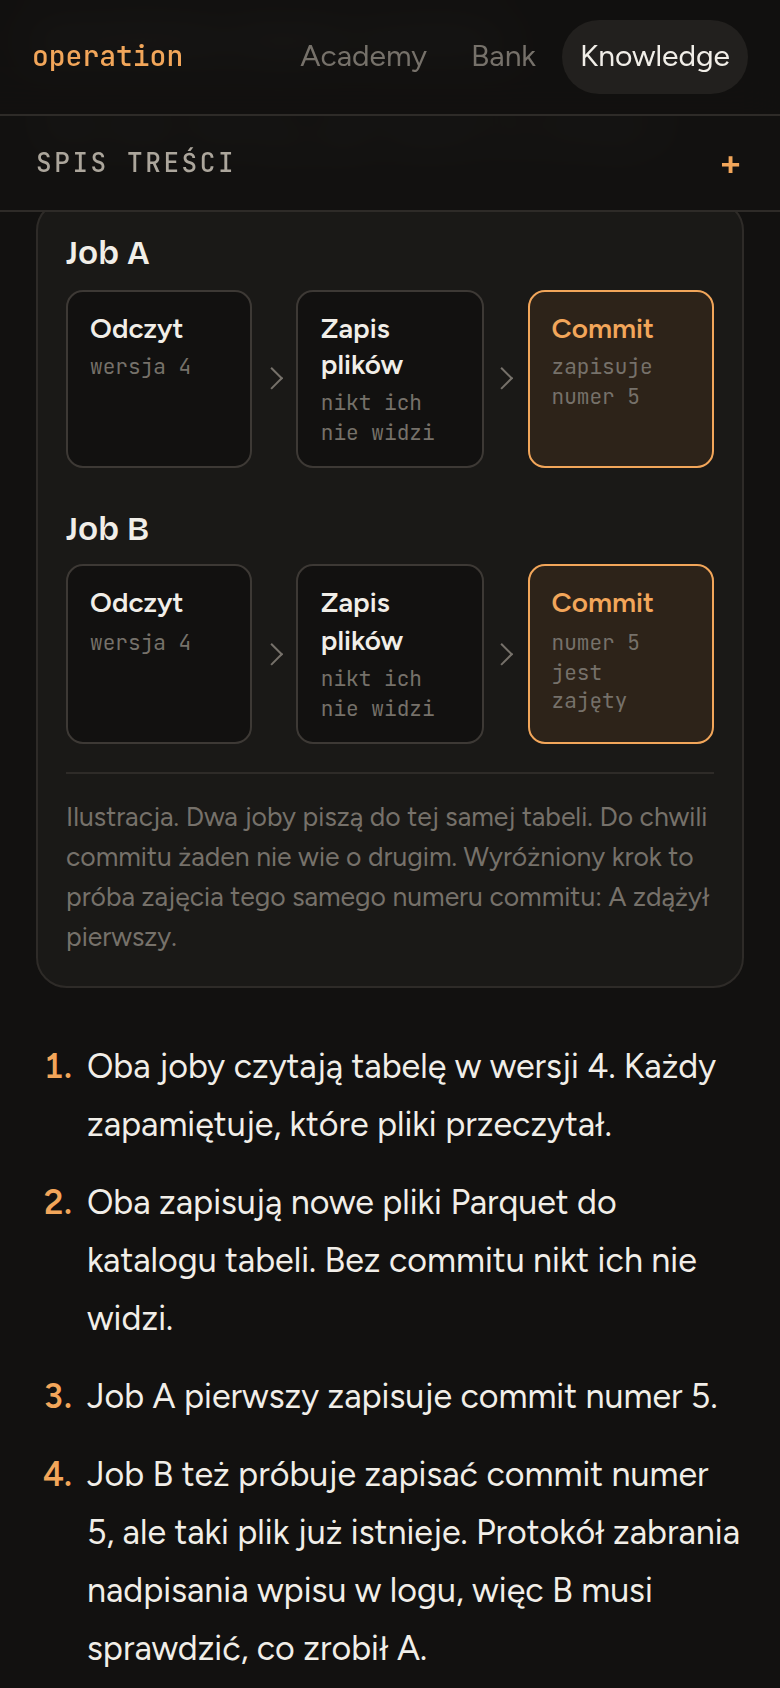 operation
Academy
Bank
Knowledge
SPIS TREŚCI
+
Job A
Odczyt
wersja 4
Zapis
plików
nikt ich
nie widzi
Commit
zapisuje
numer 5
Job B
Odczyt
wersja 4
Zapis
plików
nikt ich
nie widzi
Commit
numer 5
jest
zajęty
Ilustracja. Dwa joby piszą do tej samej tabeli. Do chwili
commitu żaden nie wie o drugim. Wyróżniony krok to
próba zajęcia tego samego numeru commitu: A zdążył
pierwszy.
1. Oba joby czytają tabelę w wersji 4. Każdy
zapamiętuje, które pliki przeczytał.
2. Oba zapisują nowe pliki Parquet do
katalogu tabeli. Bez commitu nikt ich nie
widzi.
3. Job A pierwszy zapisuje commit numer 5.
4. Job B też próbuje zapisać commit numer
5, ale taki plik już istnieje. Protokół zabrania
nadpisania wpisu w logu, więc B musi
sprawdzić, co zrobił A.